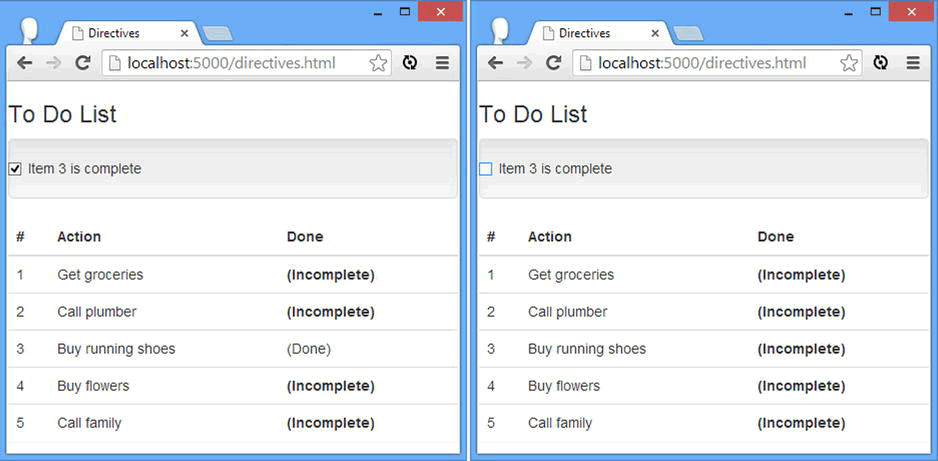 Directives
localhost:5000/directives.html
To Do List
Item 3 is complete
# Action Done
1 Get groceries (Incomplete)
2 Call plumber (Incomplete)
3 Buy running shoes (Done)
4 Buy flowers (Incomplete)
5 Call family (Incomplete)
Directives
localhost:5000/directives.html
To Do List
Item 3 is complete
# Action Done
1 Get groceries (Incomplete)
2 Call plumber (Incomplete)
3 Buy running shoes (Incomplete)
4 Buy flowers (Incomplete)
5 Call family (Incomplete)